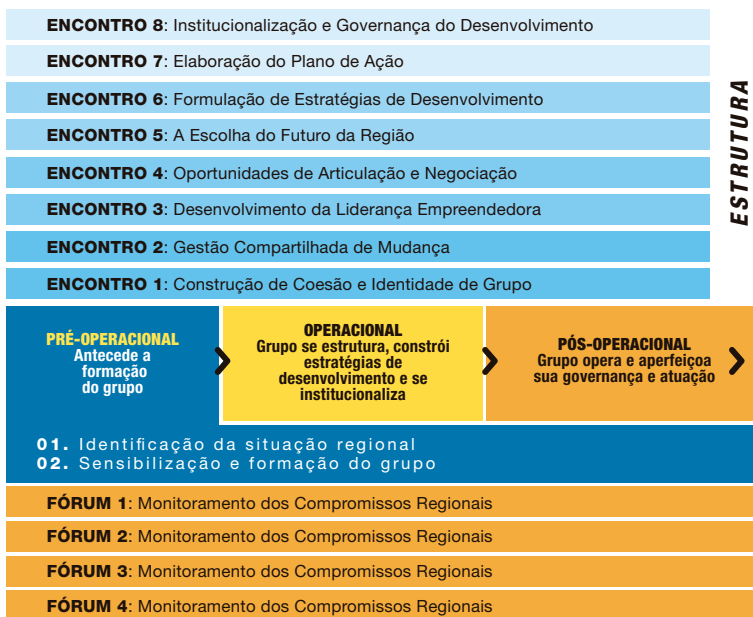 ENCONTRO 8: Institucionalização e Governança do Desenvolvimento
ENCONTRO 7: Elaboração do Plano de Ação
ENCONTRO 6: Formulação de Estratégias de Desenvolvimento
ENCONTRO 5: A Escolha do Futuro da Região
ENCONTRO 4: Oportunidades de Articulação e Negociação
ENCONTRO 3: Desenvolvimento da Liderança Empreendedora
ENCONTRO 2: Gestão Compartilhada de Mudança
ENCONTRO 1: Construção de Coesão e Identidade de Grupo
ESTRUTURA
PRÉ-OPERACIONAL
Antecede a
formação
do grupo
OPERACIONAL
Grupo se estrutura, constrói
estratégias de
desenvolvimento e se
institucionaliza
PÓS-OPERACIONAL
Grupo opera e aperfeiçoa
sua governança e atuação
01. Identificação da situação regional
02. Sensibilização e formação do grupo
FÓRUM 1: Monitoramento dos Compromissos Regionais
FÓRUM 2: Monitoramento dos Compromissos Regionais
FÓRUM 3: Monitoramento dos Compromissos Regionais
FÓRUM 4: Monitoramento dos Compromissos Regionais